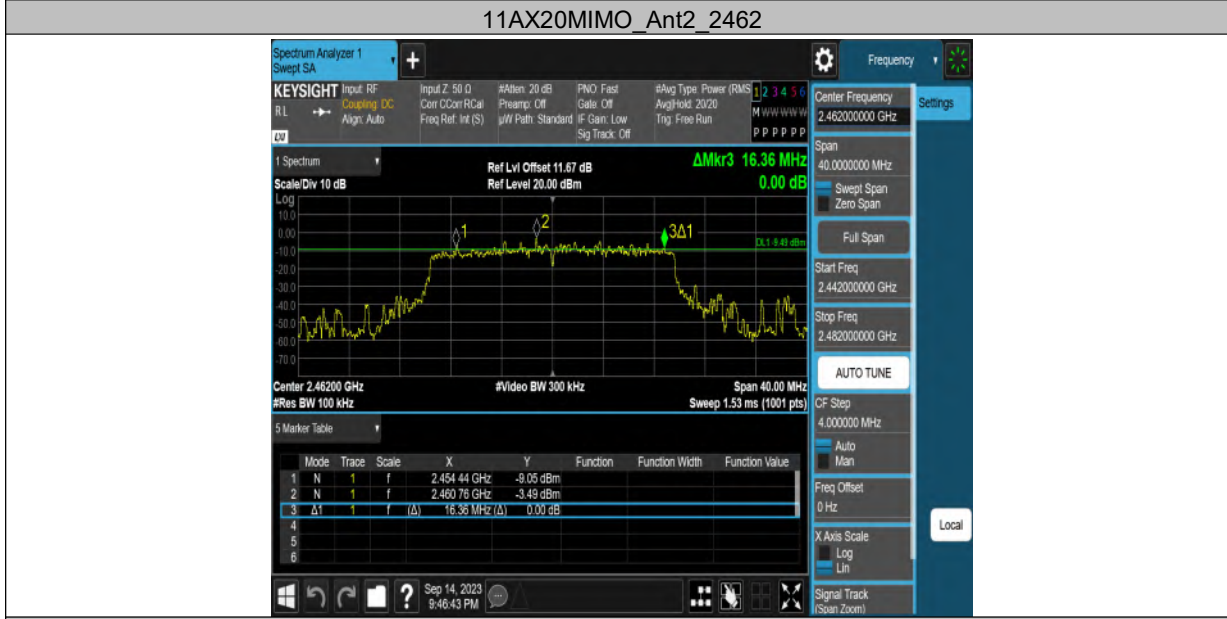 11AX20MIMO_Ant2_2462
Spectrum Analyzer 1
Swept SA
+
Frequency
KEYSIGHT Input: RF Input Z: 50 Ω #Atten: 20 dB PNO: Fast #Avg Type: Power (RMS 1 2 3 4 5 6
R L Coupling: DC Corr CCorr RCal Preamp: Off Gate: Off Avg|Hold: 20/20 M W W W W W
Align: Auto Freq Ref: Int (S) µW Path: Standard IF Gain: Low Trig: Free Run P P P P P P
Sig Track: Off
LXI
1 Spectrum
Ref Lvl Offset 11.67 dB ΔMkr3 16.36 MHz
Scale/Div 10 dB Ref Level 20.00 dBm 0.00 dB
Log
10.0
0.00
-10.0
-20.0
-30.0
-40.0
-50.0
-60.0
-70.0
1
2
3Δ1
DL1 -9.49 dBm
Center 2.46200 GHz #Video BW 300 kHz Span 40.00 MHz
#Res BW 100 kHz Sweep 1.53 ms (1001 pts)
5 Marker Table
Mode Trace Scale X Y Function Function Width Function Value
1 N 1 f 2.454 44 GHz -9.05 dBm
2 N 1 f 2.460 76 GHz -3.49 dBm
3 Δ1 1 f (Δ) 16.36 MHz (Δ) 0.00 dB
4
5
6
Sep 14, 2023
9:46:43 PM
?
Center Frequency
2.462000000 GHz
Span
40.0000000 MHz
Swept Span
Zero Span
Full Span
Start Freq
2.442000000 GHz
Stop Freq
2.482000000 GHz
AUTO TUNE
CF Step
4.000000 MHz
Auto
Man
Freq Offset
0 Hz
X Axis Scale
Log
Lin
Signal Track
(Span Zoom)
Settings
Local